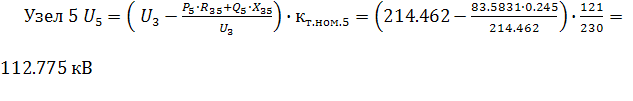 Узел 5 U₅ = ( U₃ − (P₅·R₃₅+Q₅·X₃₅)/U₃ ) · кт.ном.5 = (214.462 − 83.5831·0.245/214.462) · 121/230 =
112.775 кВ